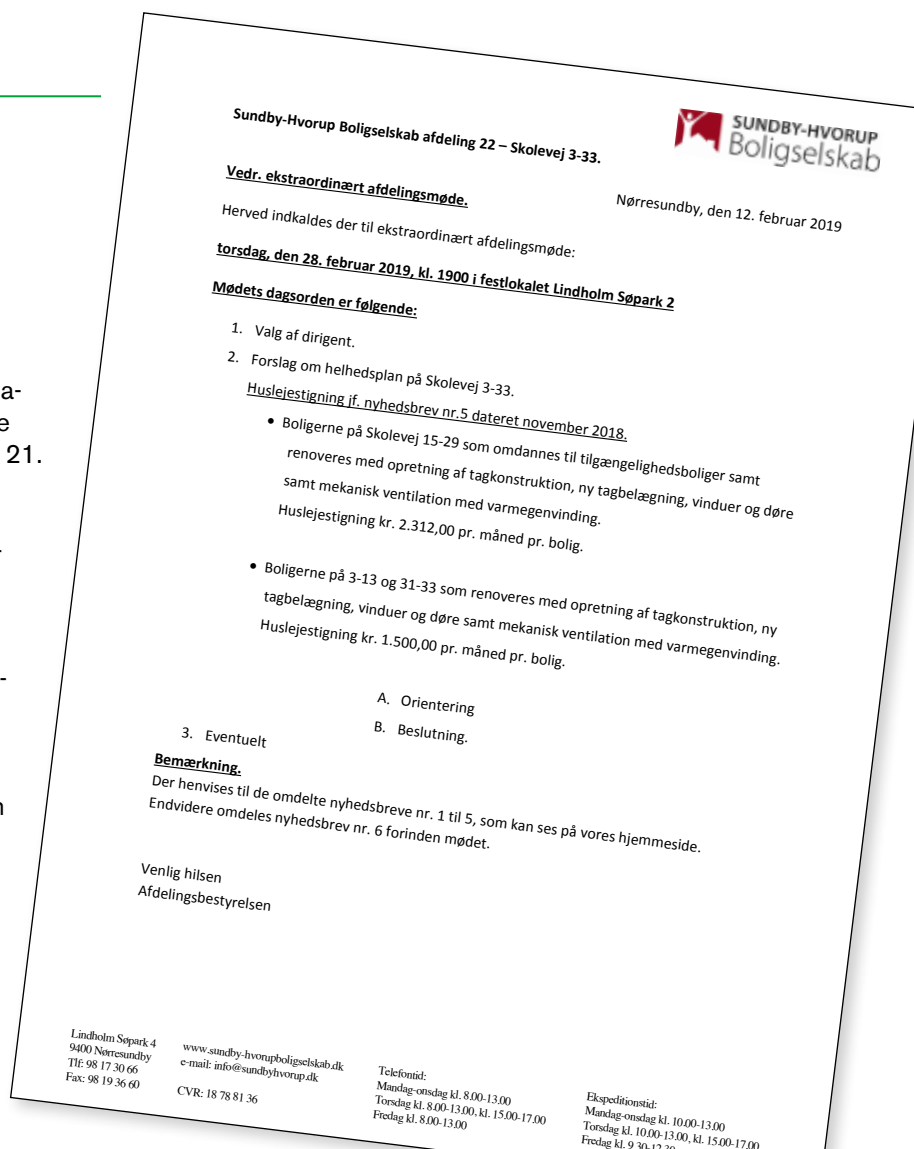 a-
e
21.
-
n
SUNDBY-HVORUP
Boligselskab
Sundby-Hvorup Boligselskab afdeling 22 – Skolevej 3-33.
Vedr. ekstraordinært afdelingsmøde.
Nørresundby, den 12. februar 2019
Herved indkaldes der til ekstraordinært afdelingsmøde:
torsdag, den 28. februar 2019, kl. 1900 i festlokalet Lindholm Søpark 2
Mødets dagsorden er følgende:
1. Valg af dirigent.
2. Forslag om helhedsplan på Skolevej 3-33.
Huslejestigning jf. nyhedsbrev nr.5 dateret november 2018.
• Boligerne på Skolevej 15-29 som omdannes til tilgængelighedsboliger samt
renoveres med opretning af tagkonstruktion, ny tagbelægning, vinduer og døre
samt mekanisk ventilation med varmegenvinding.
Huslejestigning kr. 2.312,00 pr. måned pr. bolig.
• Boligerne på 3-13 og 31-33 som renoveres med opretning af tagkonstruktion, ny
tagbelægning, vinduer og døre samt mekanisk ventilation med varmegenvinding.
Huslejestigning kr. 1.500,00 pr. måned pr. bolig.
A. Orientering
B. Beslutning.
3. Eventuelt
Bemærkning.
Der henvises til de omdelte nyhedsbreve nr. 1 til 5, som kan ses på vores hjemmeside.
Endvidere omdeles nyhedsbrev nr. 6 forinden mødet.
Venlig hilsen
Afdelingsbestyrelsen
Lindholm Søpark 4
9400 Nørresundby
Tlf: 98 17 30 66
Fax: 98 19 36 60
www.sundby-hvorupboligselskab.dk
e-mail: info@sundbyhvorup.dk
CVR: 18 78 81 36
Telefontid:
Mandag-onsdag kl. 8.00-13.00
Torsdag kl. 8.00-13.00, kl. 15.00-17.00
Fredag kl. 8.00-13.00
Ekspeditionstid:
Mandag-onsdag kl. 10.00-13.00
Torsdag kl. 10.00-13.00, kl. 15.00-17.00
Fredag kl. 9.30-12.30